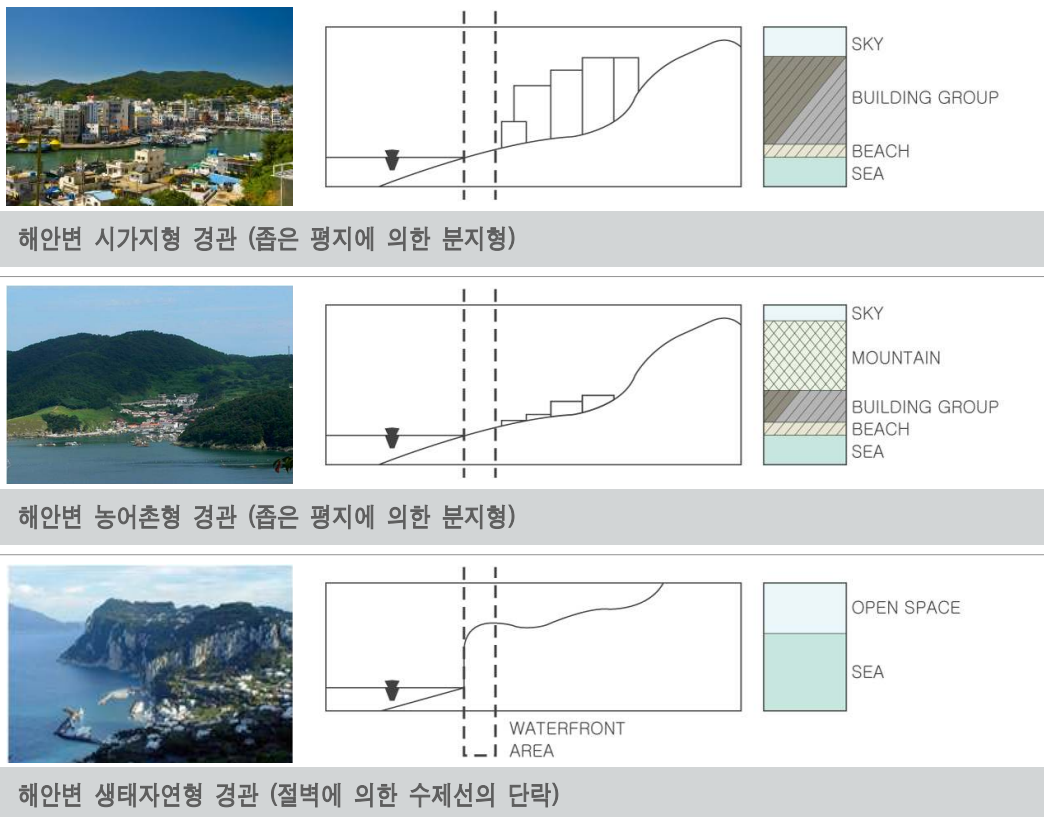 SKY
BUILDING GROUP
BEACH
SEA
해안변 시가지형 경관 (좁은 평지에 의한 분지형)
SKY
MOUNTAIN
BUILDING GROUP
BEACH
SEA
해안변 농어촌형 경관 (좁은 평지에 의한 분지형)
OPEN SPACE
SEA
WATERFRONT
AREA
해안변 생태자연형 경관 (절벽에 의한 수제선의 단락)